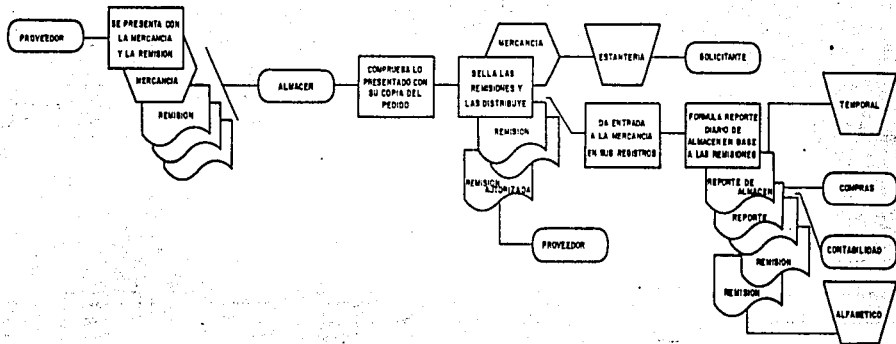 PROVEEDOR
SE PRESENTA CON
LA MERCANCIA
Y LA REMISION
MERCANCIA
REMISION
ALMACEN
COMPRUEBA LO
PRESENTADO CON
SU COPIA DEL
PEDIDO
MERCANCIA
SELLA LAS
REMISIONES Y
LAS DISTRIBUYE
REMISION
REMISION
AUTORIZADA
PROVEEDOR
ESTANTERIA
SOLICITANTE
DA ENTRADA
A LA MERCANCIA
EN SUS REGISTROS
FORMULA REPORTE
DIARIO DE
ALMACEN EN BASE
A LAS REMISIONES
REPORTE DE
ALMACEN
REPORTE
REMISION
REMISION
TEMPORAL
COMPRAS
CONTABILIDAD
ALFABETICO